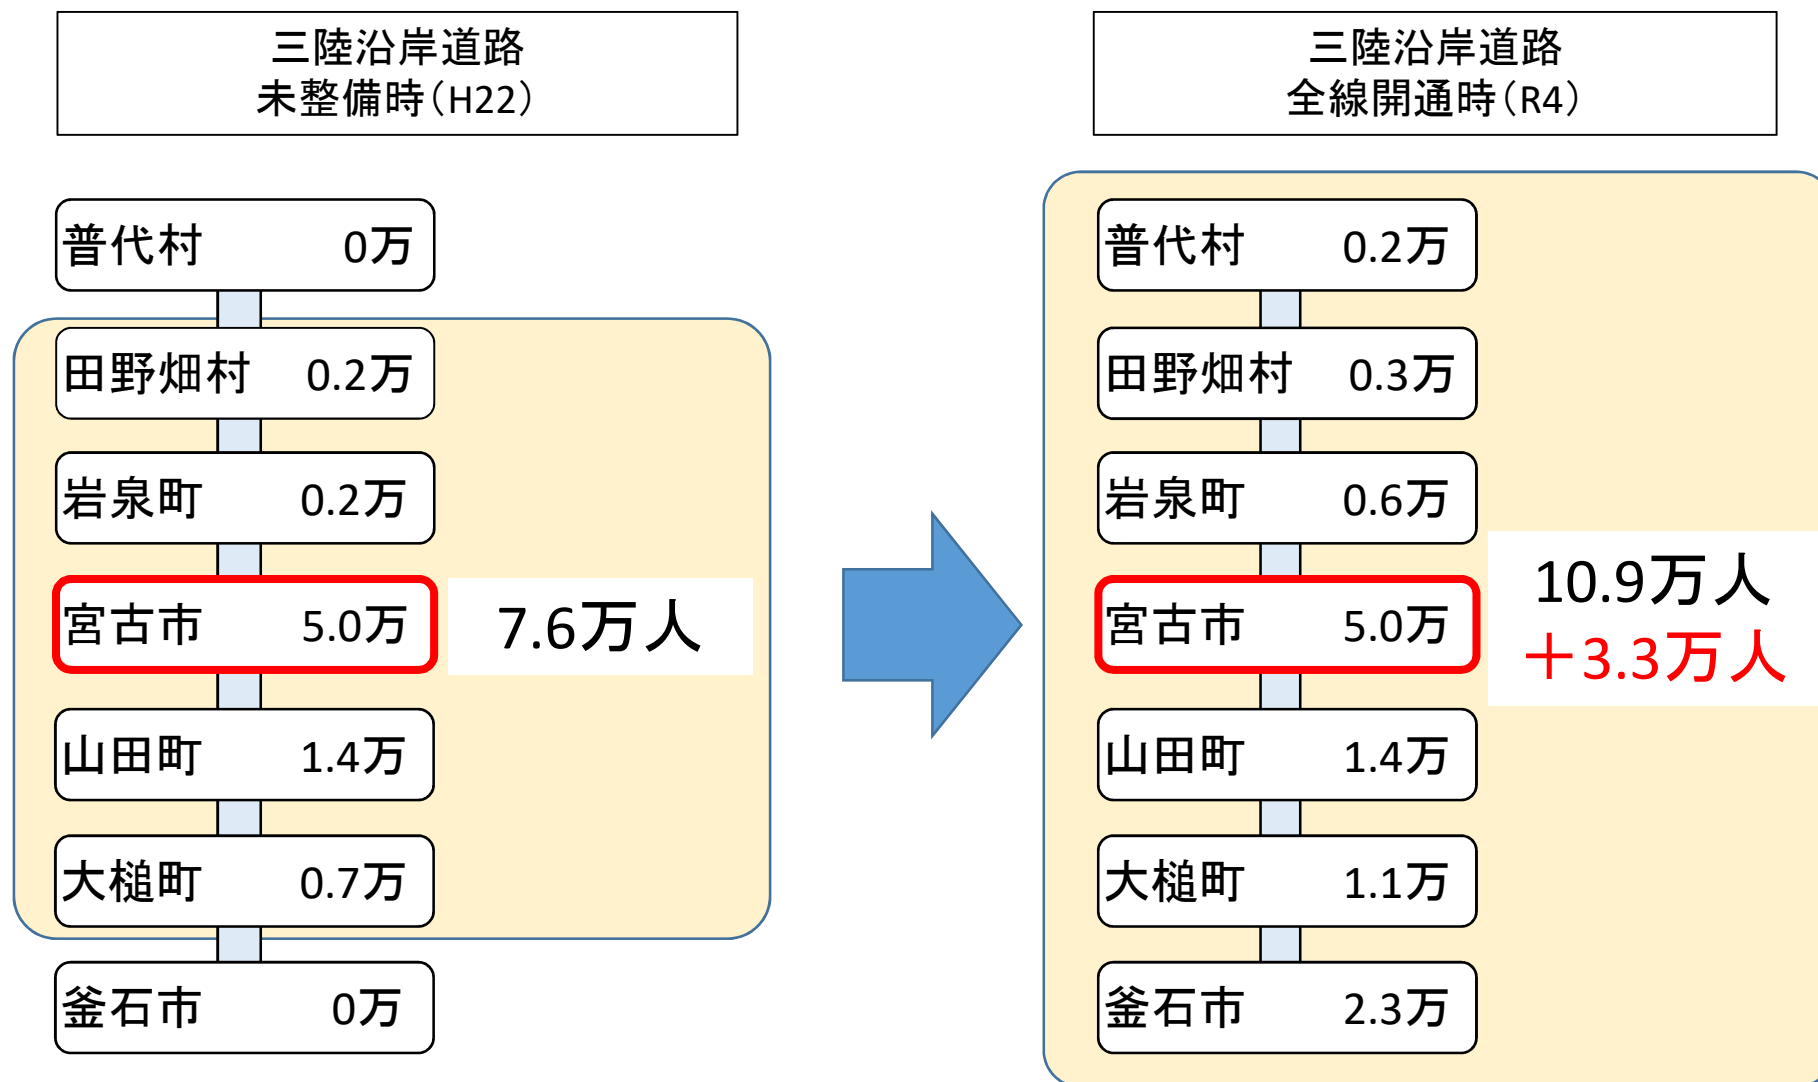 三陸沿岸道路
未整備時（H22）
普代村 0万
田野畑村 0.2万
岩泉町 0.2万
宮古市 5.0万
7.6万人
山田町 1.4万
大槌町 0.7万
釜石市 0万
三陸沿岸道路
全線開通時（R4）
普代村 0.2万
田野畑村 0.3万
岩泉町 0.6万
宮古市 5.0万
10.9万人
＋3.3万人
山田町 1.4万
大槌町 1.1万
釜石市 2.3万